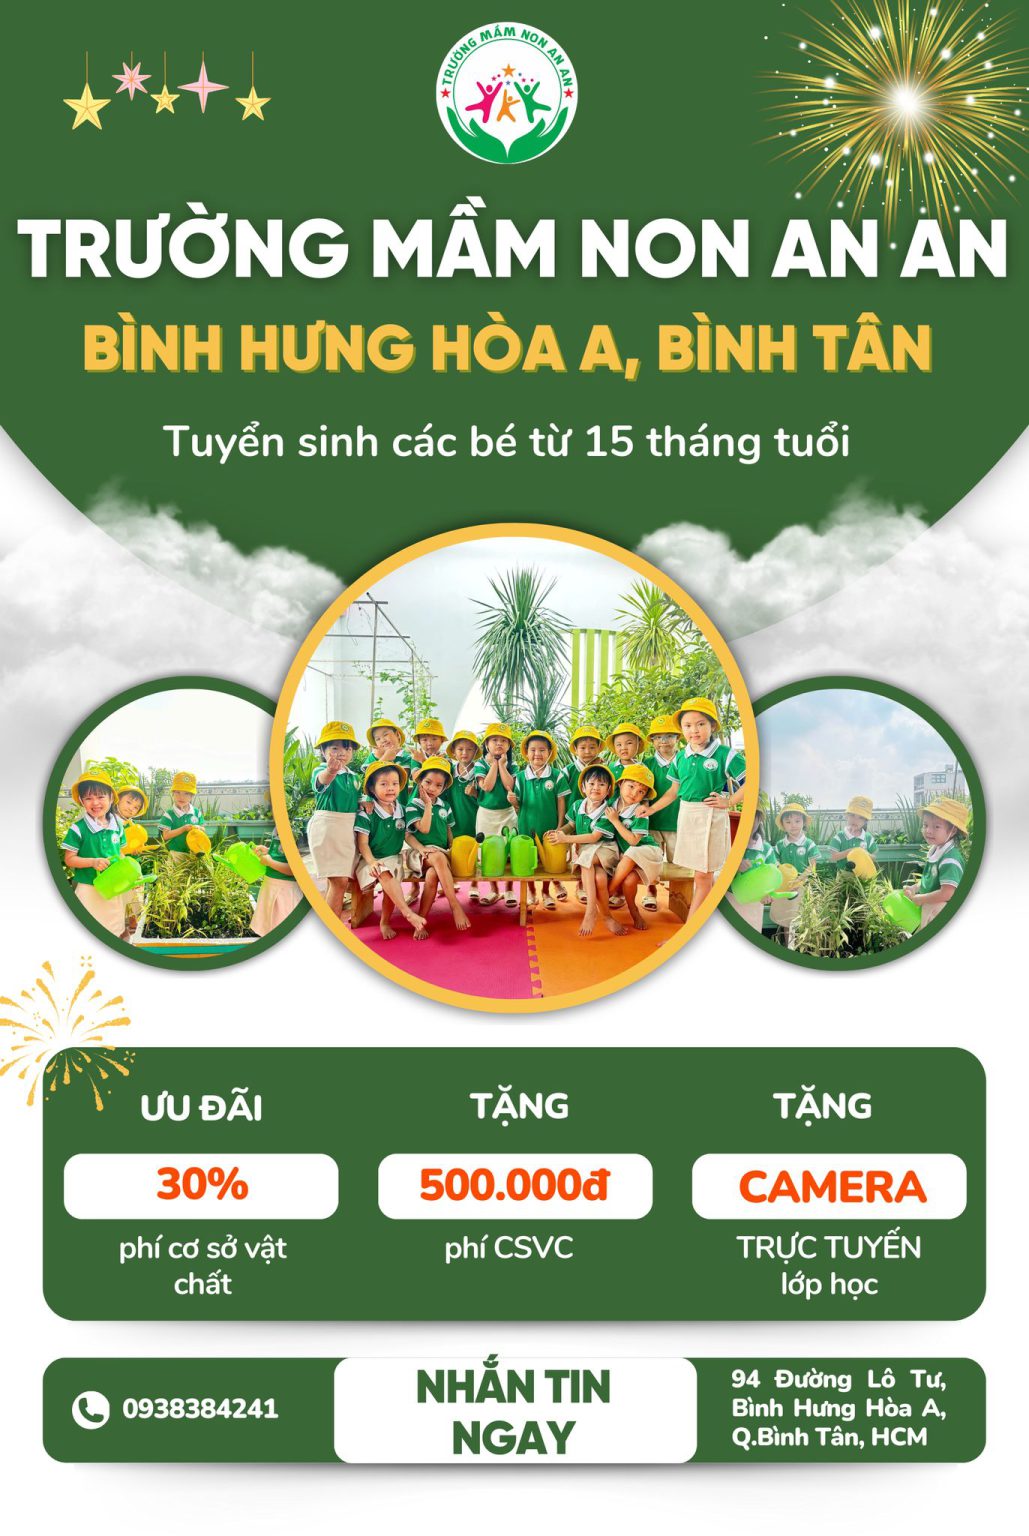 TRƯỜNG MẦM NON AN AN
TRƯỜNG MẦM NON AN AN
BÌNH HƯNG HÒA A, BÌNH TÂN
Tuyển sinh các bé từ 15 tháng tuổi
ƯU ĐÃI
30%
phí cơ sở vật
chất
TẶNG
500.000đ
phí CSVC
TẶNG
CAMERA
TRỰC TUYẾN
lớp học
0938384241
NHẮN TIN
NGAY
94 Đường Lô Tư,
Bình Hưng Hòa A,
Q.Bình Tân, HCM